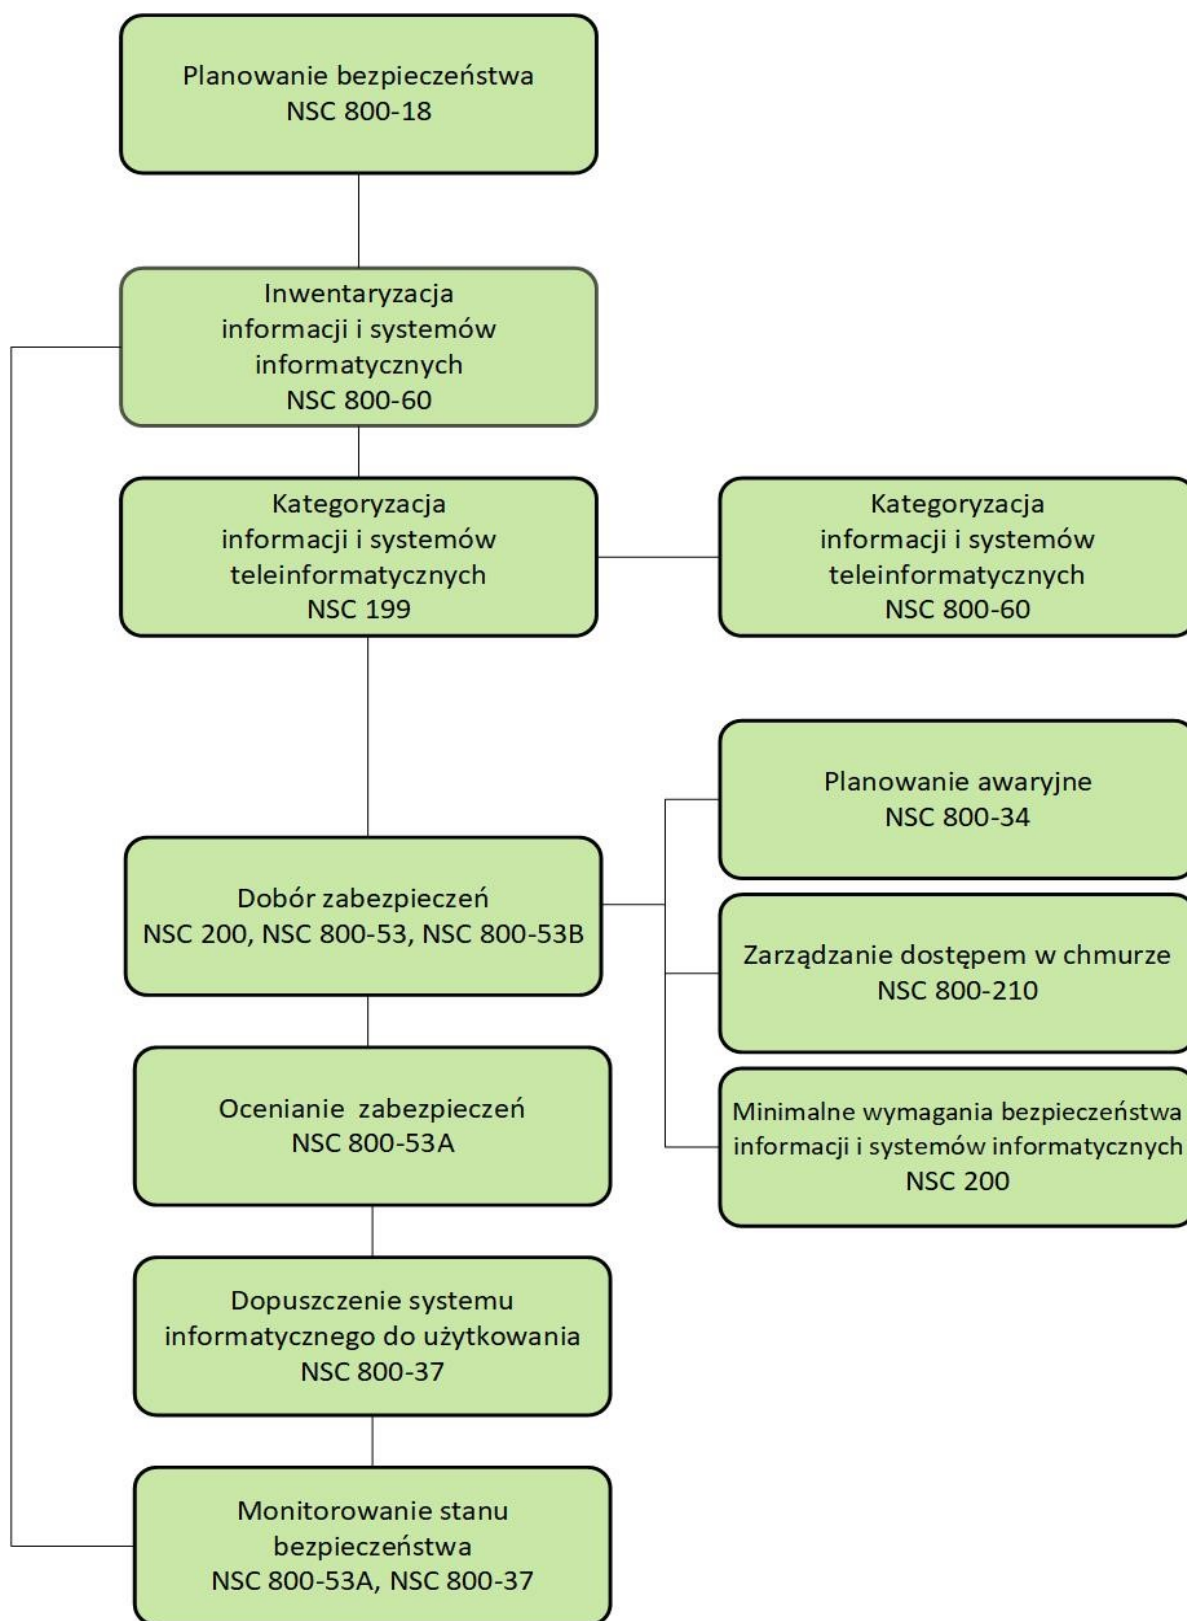 Planowanie bezpieczeństwa
NSC 800-18
Inwentaryzacja
informacji i systemów
informatycznych
NSC 800-60
Kategoryzacja
informacji i systemów
teleinformatycznych
NSC 199
Kategoryzacja
informacji i systemów
teleinformatycznych
NSC 800-60
Dobór zabezpieczeń
NSC 200, NSC 800-53, NSC 800-53B
Planowanie awaryjne
NSC 800-34
Zarządzanie dostępem w chmurze
NSC 800-210
Minimalne wymagania bezpieczeństwa
informacji i systemów informatycznych
NSC 200
Ocenianie zabezpieczeń
NSC 800-53A
Dopuszczenie systemu
informatycznego do użytkowania
NSC 800-37
Monitorowanie stanu
bezpieczeństwa
NSC 800-53A, NSC 800-37